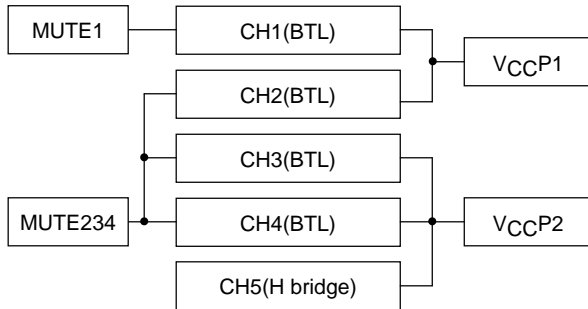 MUTE1
CH1(BTL)
VCCP1
CH2(BTL)
CH3(BTL)
MUTE234
CH4(BTL)
VCCP2
CH5(H bridge)